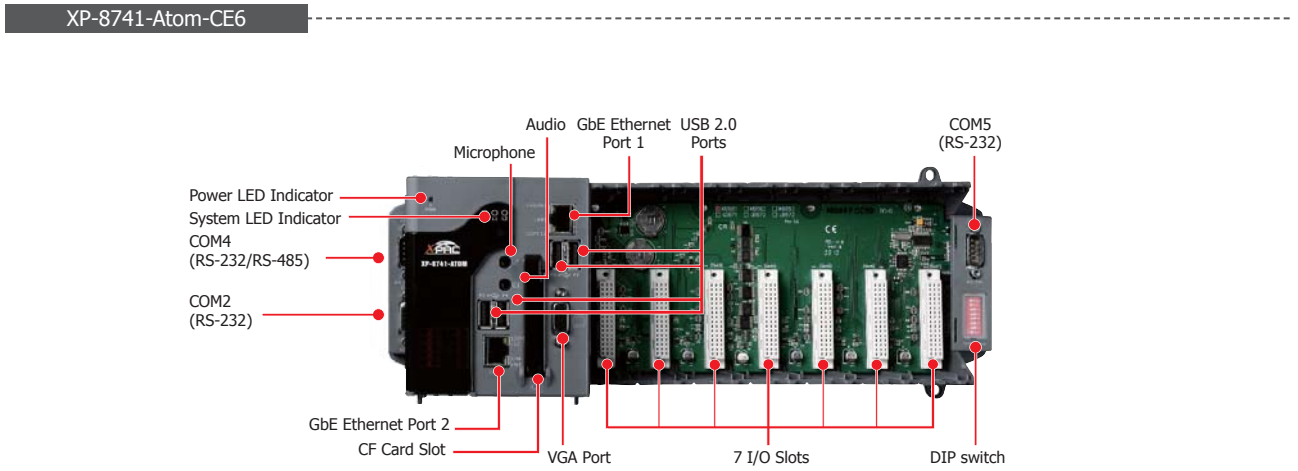 XP-8741-Atom-CE6
Audio
GbE Ethernet
Port 1
USB 2.0
Ports
COM5
(RS-232)
Microphone
Power LED Indicator
System LED Indicator
COM4
(RS-232/RS-485)
COM2
(RS-232)
XPAC
XP-8741-ATOM
CE
GbE Ethernet Port 2
CF Card Slot
VGA Port
7 I/O Slots
DIP switch